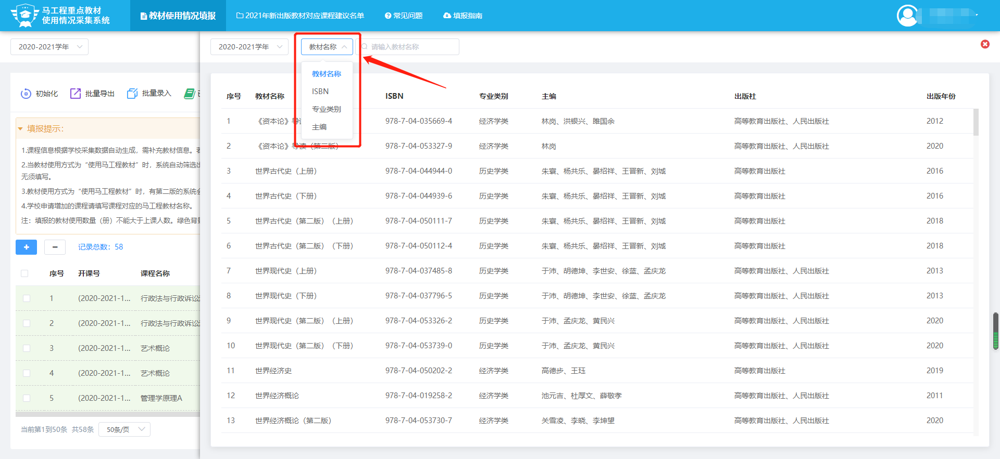 马工程重点教材
使用情况采集系统
教材使用情况填报
2021年新出版教材对应课程建议名单
常见问题
填报指南
2020-2021学年
初始化
批量导出
批量录入
填报提示：
1.课程信息根据学校采集数据自动生成，需补充教材信息。若
2.当教材使用方式为“使用马工程教材”时，系统自动筛选出
无须填写。
3.教材使用方式为“使用马工程教材”时，有第二版的系统会
4.学校申请增加的课程请填写课程对应的马工程教材名称。
注：填报的教材使用数量（册）不能大于上课人数。绿色背景
+ − 记录总数：58
序号 开课号 课程名称
1 (2020-2021-1... 行政法与行政诉讼法
2 (2020-2021-1... 行政法与行政诉讼法
3 (2020-2021-1... 艺术概论
4 (2020-2021-1... 艺术概论
5 (2020-2021-1... 管理学原理A
当前第1到50条 共58条 50条/页
2020-2021学年 教材名称 请输入教材名称
教材名称
ISBN
专业类别
主编
序号 教材名称 ISBN 专业类别 主编 出版社 出版年份
1 《资本论》导 978-7-04-035669-4 经济学类 林岗、洪银兴、雎国余 高等教育出版社、人民出版社 2012
2 《资本论》导读（第二版） 978-7-04-053327-9 经济学类 林岗 高等教育出版社、人民出版社 2020
3 世界古代史（上册） 978-7-04-044944-0 历史学类 朱寰、杨共乐、晏绍祥、王晋新、刘城 高等教育出版社 2016
4 世界古代史（下册） 978-7-04-044939-6 历史学类 朱寰、杨共乐、晏绍祥、王晋新、刘城 高等教育出版社 2016
5 世界古代史（第二版）（上册） 978-7-04-050111-7 历史学类 朱寰、杨共乐、晏绍祥、王晋新、刘城 高等教育出版社 2018
6 世界古代史（第二版）（下册） 978-7-04-050112-4 历史学类 朱寰、杨共乐、晏绍祥、王晋新、刘城 高等教育出版社 2018
7 世界现代史（上册） 978-7-04-037485-8 历史学类 于沛、胡德坤、李世安、徐蓝、孟庆龙 高等教育出版社、人民出版社 2013
8 世界现代史（下册） 978-7-04-037796-5 历史学类 于沛、胡德坤、李世安、徐蓝、孟庆龙 高等教育出版社、人民出版社 2013
9 世界现代史（第二版）（上册） 978-7-04-053326-2 历史学类 于沛、孟庆龙、黄民兴 高等教育出版社、人民出版社 2020
10 世界现代史（第二版）（下册） 978-7-04-053739-0 历史学类 于沛、孟庆龙、黄民兴 高等教育出版社、人民出版社 2020
11 世界经济史 978-7-04-050202-2 经济学类 高德步、王珏 高等教育出版社 2019
12 世界经济概论 978-7-04-019258-2 经济学类 池元吉、杜厚文、薛敬孝 高等教育出版社、人民出版社 2011
13 世界经济概论（第二版） 978-7-04-053730-7 经济学类 关雪凌、李晓、李坤望 高等教育出版社、人民出版社 2020